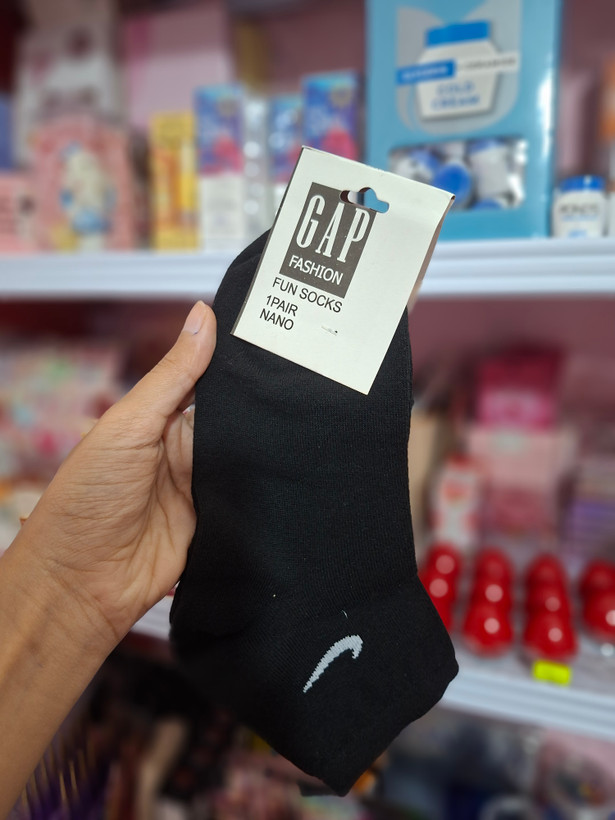 GAP
FASHION
FUN SOCKS
1PAIR
NANO
COLD
CREAM